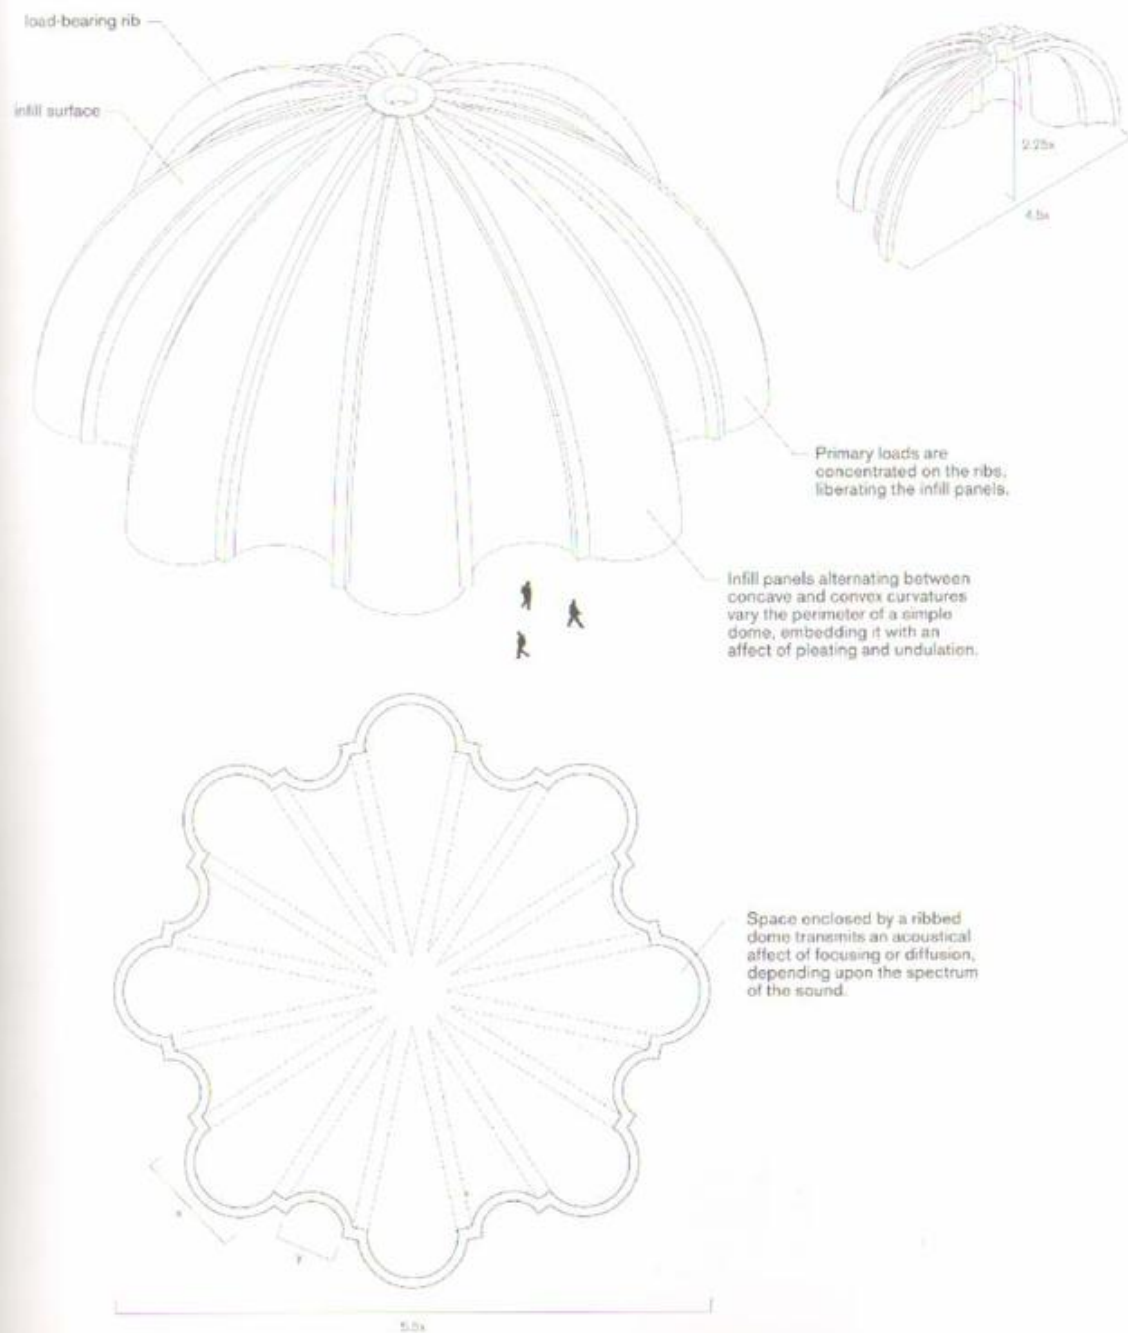 load-bearing rib
infill surface
2.25x
4.5x
Primary loads are
concentrated on the ribs,
liberating the infill panels.
Infill panels alternating between
concave and convex curvatures
vary the perimeter of a simple
dome, embedding it with an
affect of pleating and undulation.
Space enclosed by a ribbed
dome transmits an acoustical
affect of focusing or diffusion,
depending upon the spectrum
of the sound.
x
y
5.5x